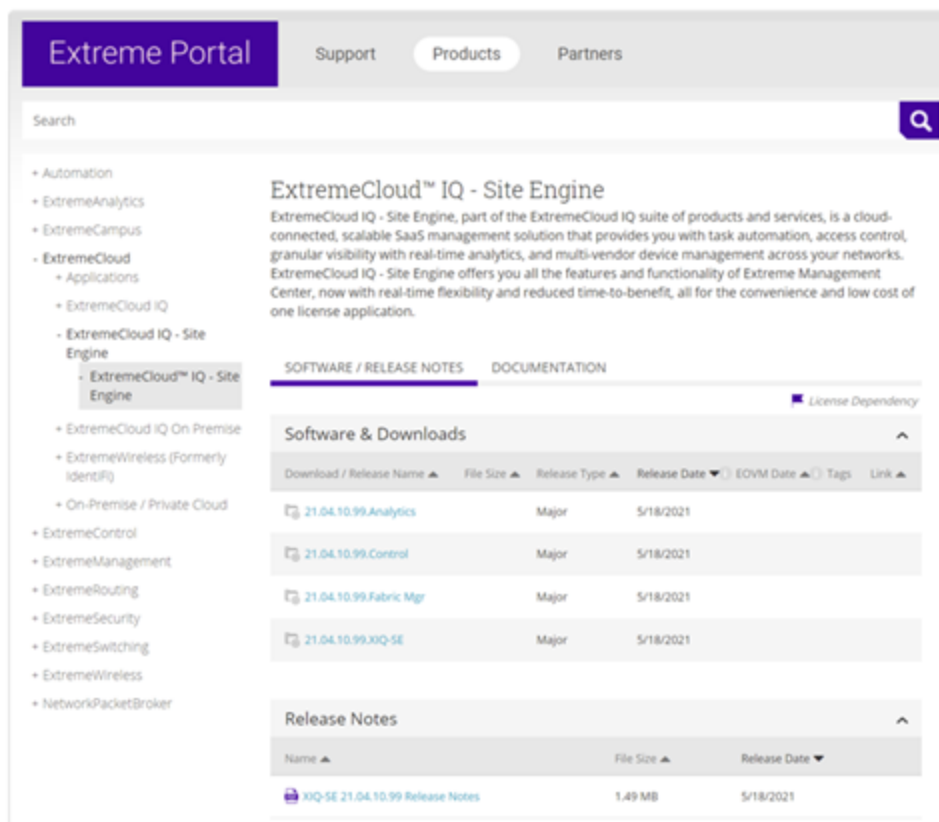 Extreme Portal
Support
Products
Partners
Search
+ Automation
+ ExtremeAnalytics
+ ExtremeCampus
- ExtremeCloud
+ Applications
+ ExtremeCloud IQ
- ExtremeCloud IQ - Site
Engine
- ExtremeCloud™ IQ - Site
Engine
+ ExtremeCloud IQ On Premise
+ ExtremeWireless (Formerly
IdentiFi)
+ On-Premise / Private Cloud
+ ExtremeControl
+ ExtremeManagement
+ ExtremeRouting
+ ExtremeSecurity
+ ExtremeSwitching
+ ExtremeWireless
+ NetworkPacketBroker
ExtremeCloud™ IQ - Site Engine
ExtremeCloud IQ - Site Engine, part of the ExtremeCloud IQ suite of products and services, is a cloud-
connected, scalable SaaS management solution that provides you with task automation, access control,
granular visibility with real-time analytics, and multi-vendor device management across your networks.
ExtremeCloud IQ - Site Engine offers you all the features and functionality of Extreme Management
Center, now with real-time flexibility and reduced time-to-benefit, all for the convenience and low cost of
one license application.
SOFTWARE / RELEASE NOTES DOCUMENTATION
License Dependency
Software & Downloads
Download / Release Name ▲ File Size ▲ Release Type ▲ Release Date ▼ EOVM Date ▲ Tags Link ▲
21.04.10.99.Analytics Major 5/18/2021
21.04.10.99.Control Major 5/18/2021
21.04.10.99.Fabric Mgr Major 5/18/2021
21.04.10.99.XIQ-SE Major 5/18/2021
Release Notes
Name ▲ File Size ▲ Release Date ▼
XIQ-SE 21.04.10.99 Release Notes 1.49 MB 5/18/2021